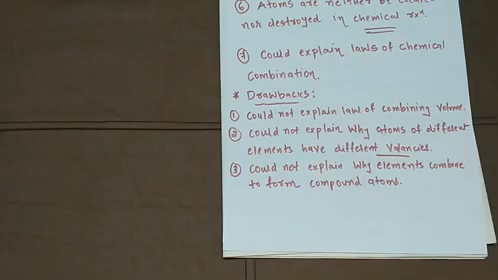 ⑥ Atoms are neither be created
nor destroyed in chemical rxⁿ.
⑦ Could explain laws of chemical
combination.
* Drawbacks:
① Could not explain law of combining volume.
② Could not explain why atoms of different
elements have different valancies.
③ Could not explain why elements combine
to form compound atoms.